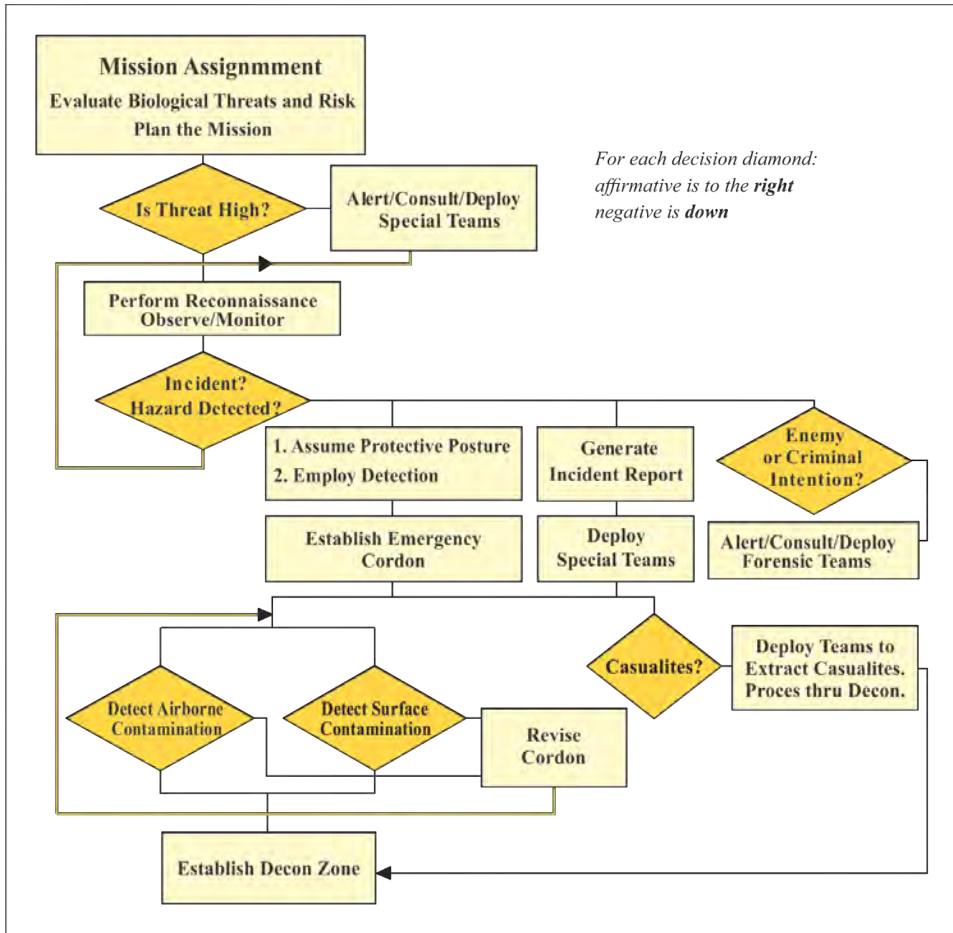 Mission Assignmment
Evaluate Biological Threats and Risk
Plan the Mission
For each decision diamond:
affirmative is to the right
negative is down
Is Threat High?
Alert/Consult/Deploy
Special Teams
Perform Reconnaissance
Observe/Monitor
Incident?
Hazard Detected?
1. Assume Protective Posture
2. Employ Detection
Generate
Incident Report
Enemy
or Criminal
Intention?
Establish Emergency
Cordon
Deploy
Special Teams
Alert/Consult/Deploy
Forensic Teams
Casualites?
Deploy Teams to
Extract Casualites.
Proces thru Decon.
Detect Airborne
Contamination
Detect Surface
Contamination
Revise
Cordon
Establish Decon Zone